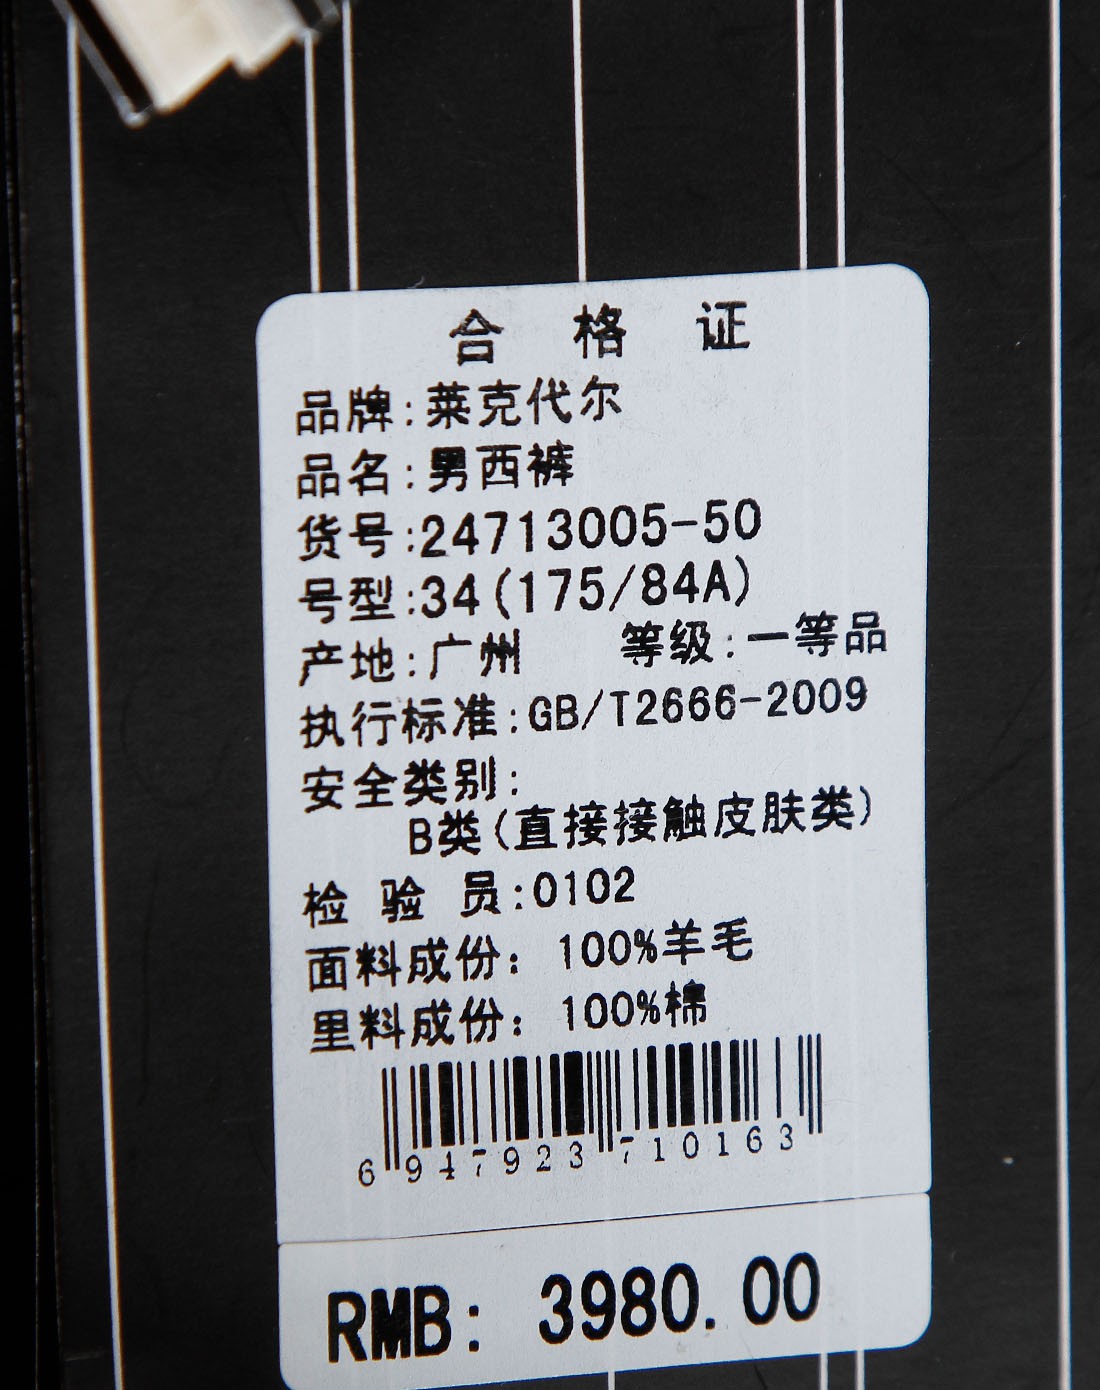 合格证
品牌:莱克代尔
品名:男西裤
货号:24713005-50
号型:34(175/84A)
产地:广州 等级:一等品
执行标准:GB/T2666-2009
安全类别:
B类(直接接触皮肤类)
检验员:0102
面料成份: 100%羊毛
里料成份: 100%棉
6 947923 710163
RMB: 3980.00